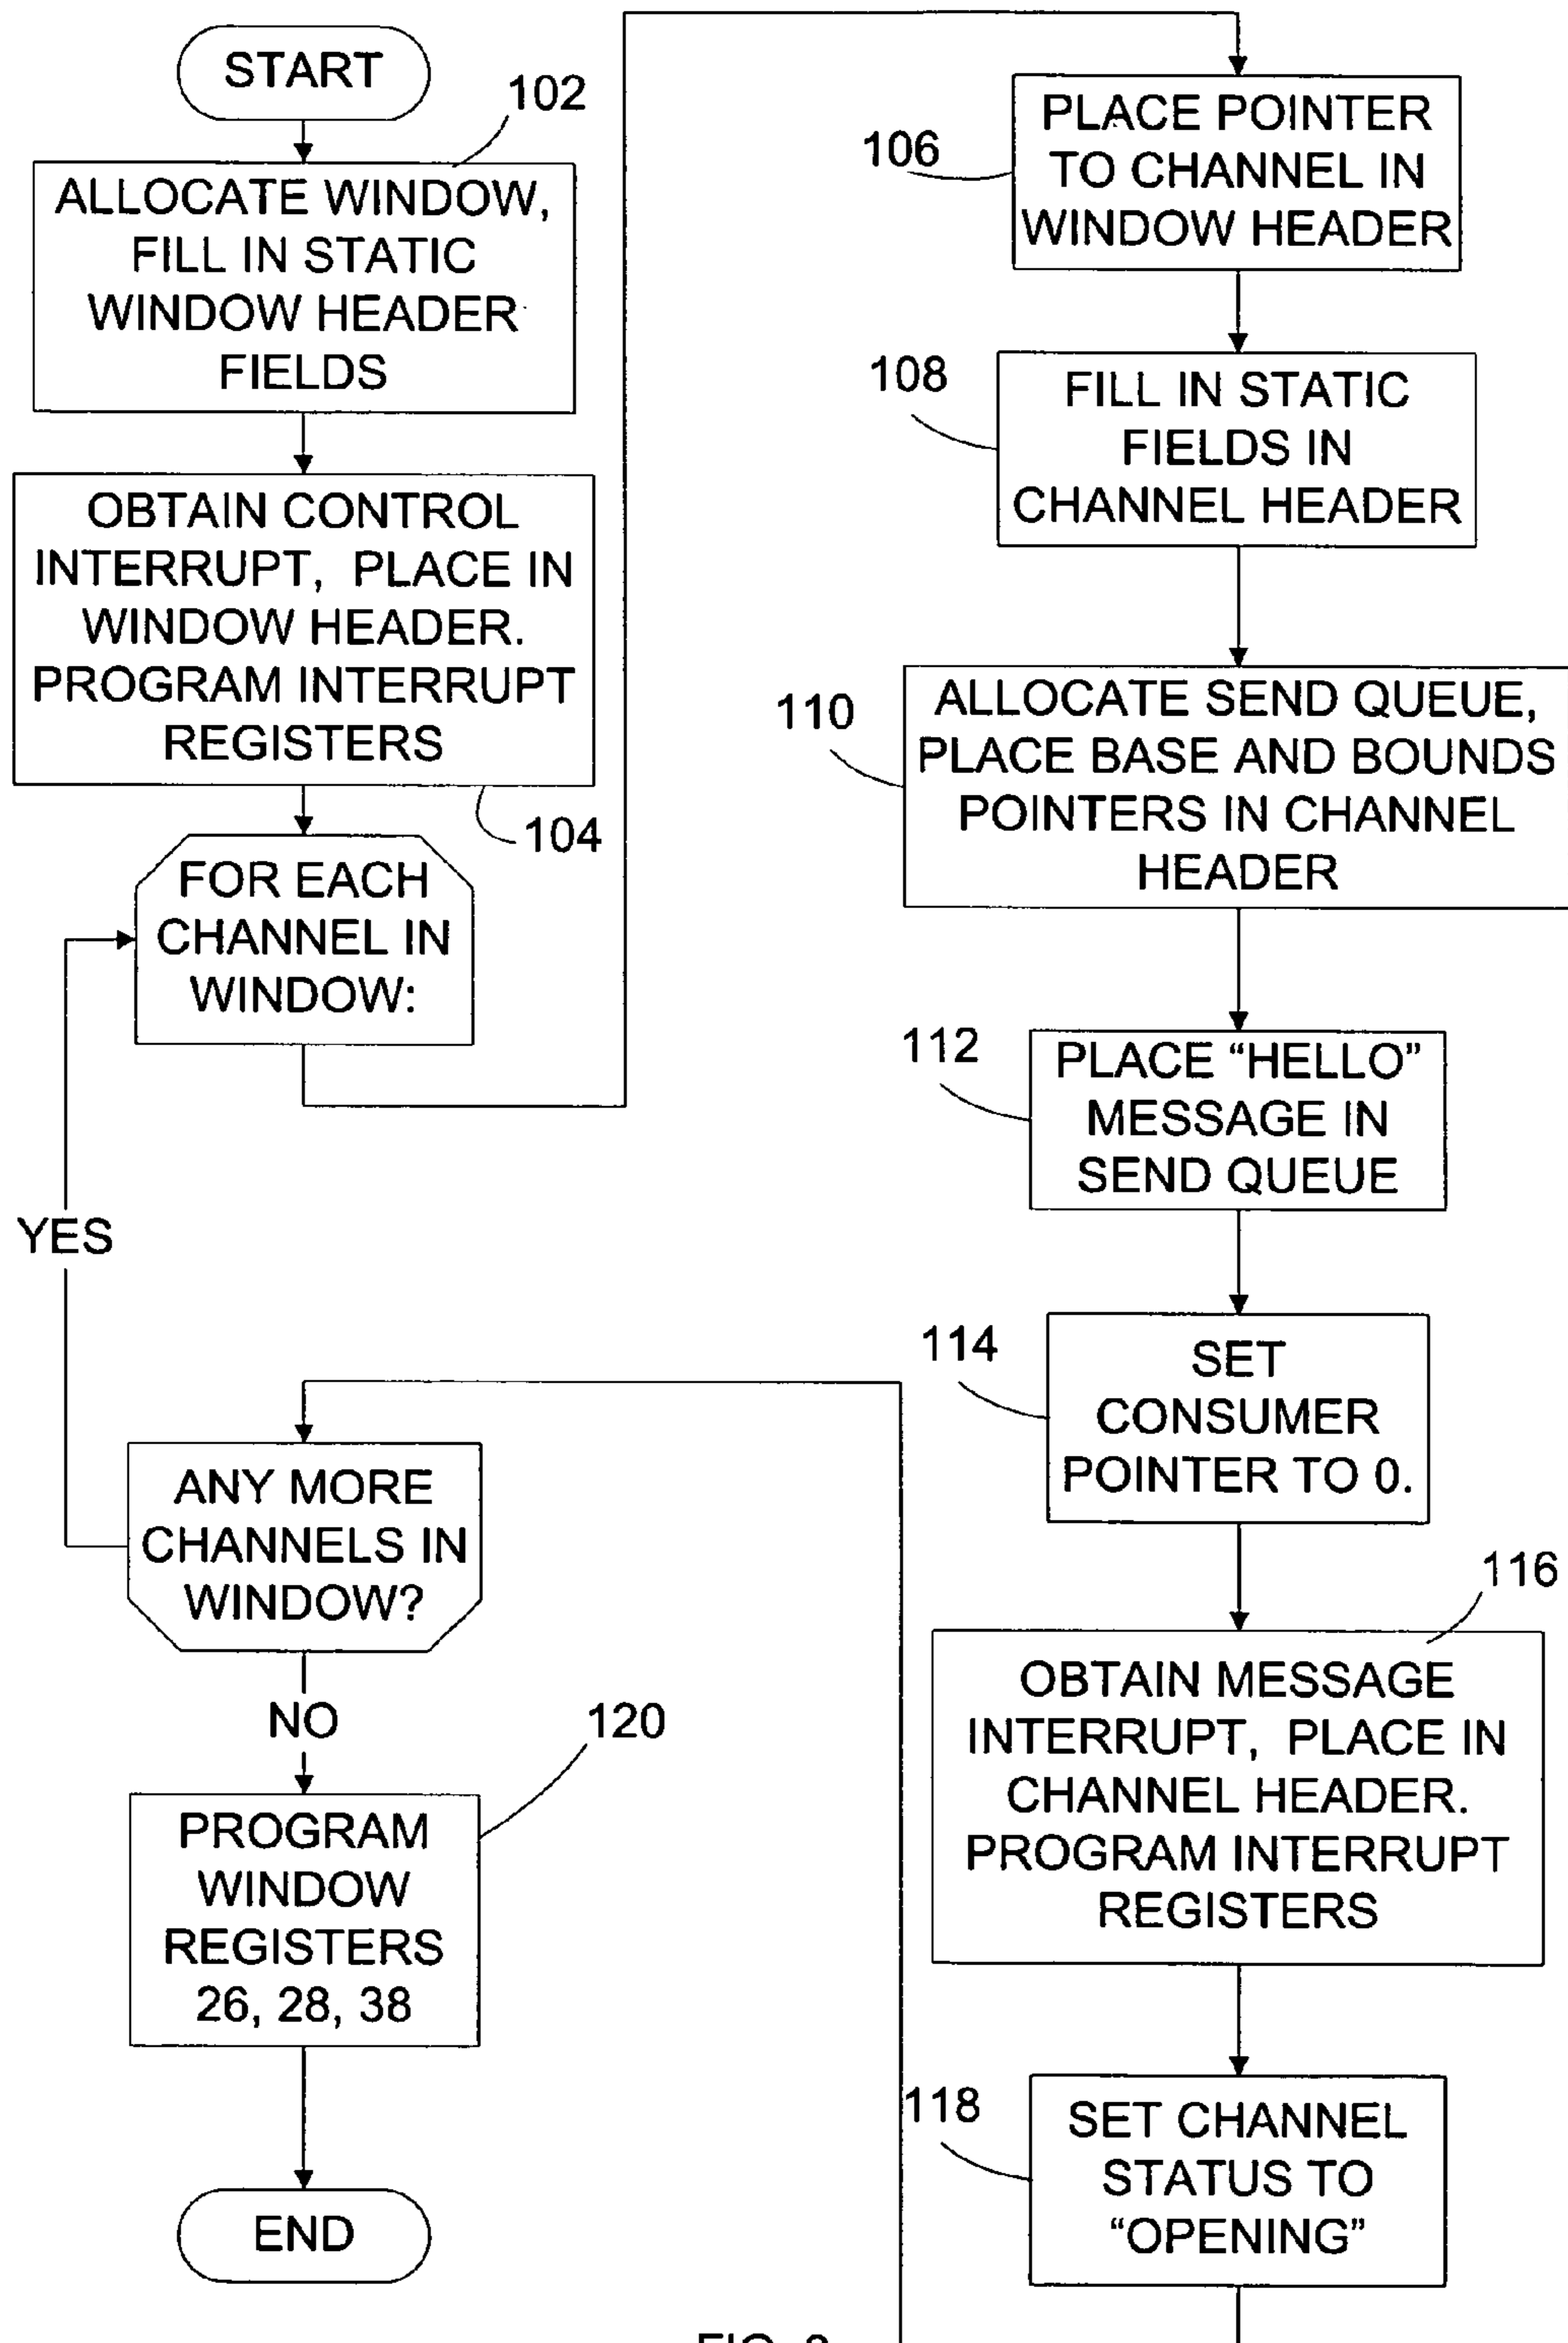 START
102
ALLOCATE WINDOW,
FILL IN STATIC
WINDOW HEADER
FIELDS
OBTAIN CONTROL
INTERRUPT, PLACE IN
WINDOW HEADER.
PROGRAM INTERRUPT
REGISTERS
104
FOR EACH
CHANNEL IN
WINDOW:
106
PLACE POINTER
TO CHANNEL IN
WINDOW HEADER
108
FILL IN STATIC
FIELDS IN
CHANNEL HEADER
110
ALLOCATE SEND QUEUE,
PLACE BASE AND BOUNDS
POINTERS IN CHANNEL
HEADER
112
PLACE “HELLO”
MESSAGE IN
SEND QUEUE
114
SET
CONSUMER
POINTER TO 0.
116
OBTAIN MESSAGE
INTERRUPT, PLACE IN
CHANNEL HEADER.
PROGRAM INTERRUPT
REGISTERS
118
SET CHANNEL
STATUS TO
“OPENING”
YES
ANY MORE
CHANNELS IN
WINDOW?
NO
120
PROGRAM
WINDOW
REGISTERS
26, 28, 38
END